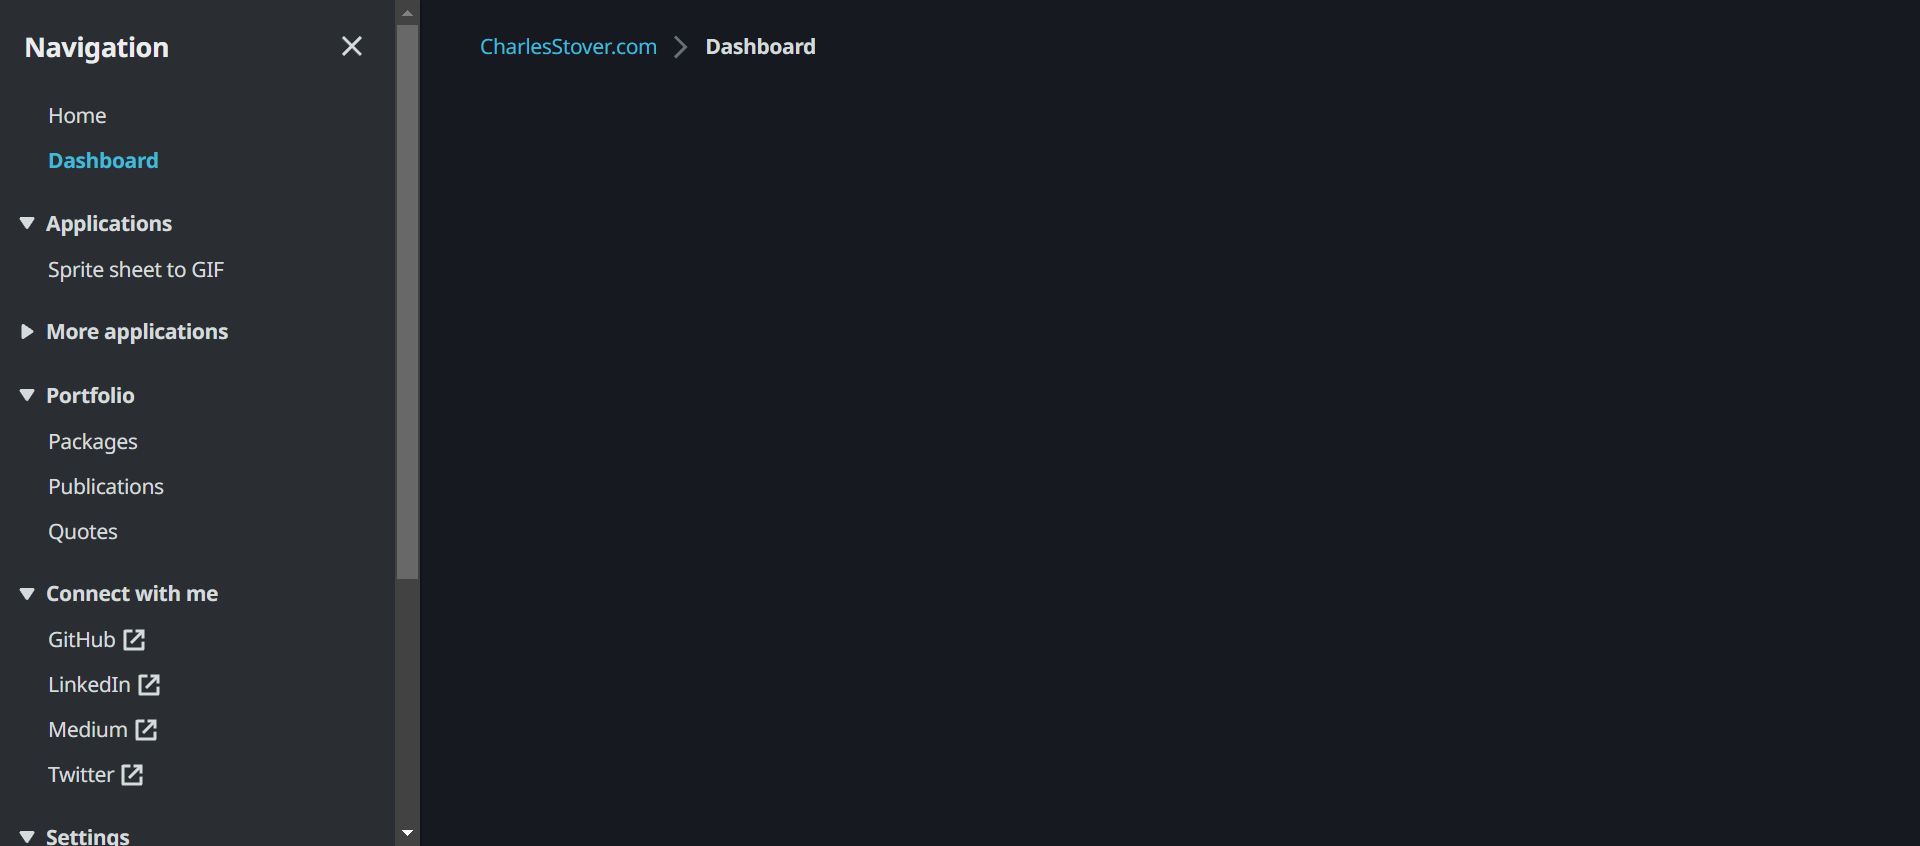 Navigation
Home
Dashboard
Applications
Sprite sheet to GIF
More applications
Portfolio
Packages
Publications
Quotes
Connect with me
GitHub
LinkedIn
Medium
Twitter
Settings
CharlesStover.com Dashboard